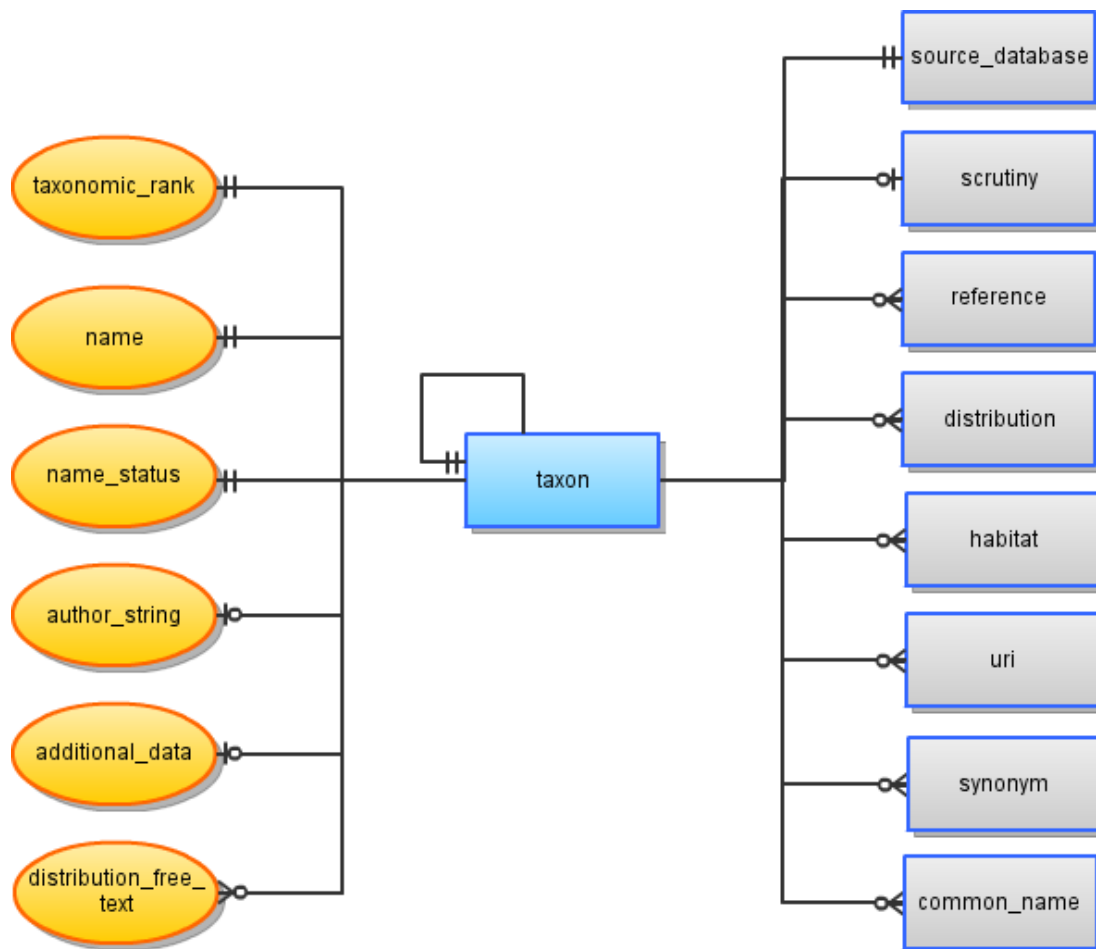 taxonomic_rank
name
name_status
author_string
additional_data
distribution_free_
text
taxon
source_database
scrutiny
reference
distribution
habitat
uri
synonym
common_name